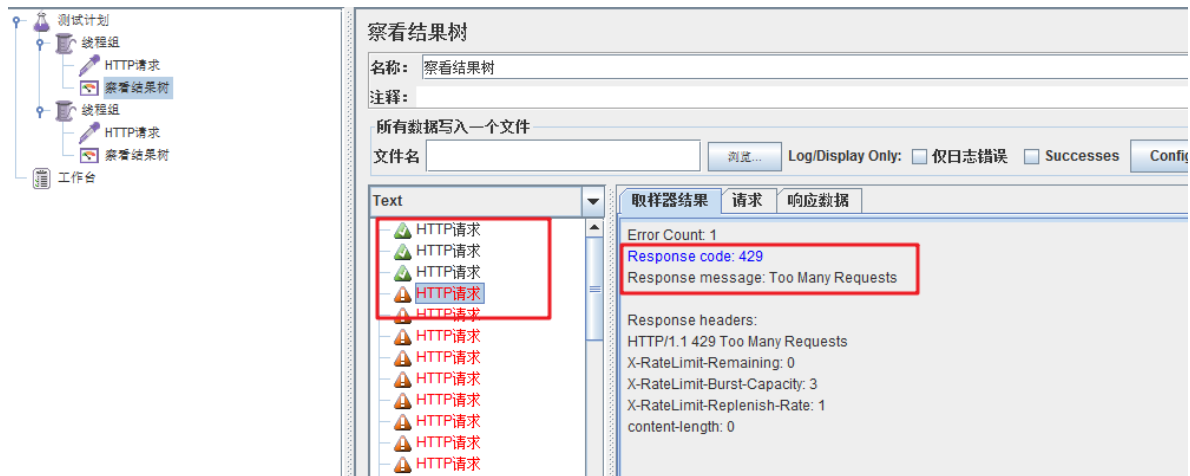 测试计划
线程组
HTTP请求
察看结果树
线程组
HTTP请求
察看结果树
工作台
察看结果树
名称： 察看结果树
注释：
所有数据写入一个文件
文件名 浏览... Log/Display Only: 仅日志错误 Successes Config
Text
HTTP请求
HTTP请求
HTTP请求
HTTP请求
HTTP请求
HTTP请求
HTTP请求
HTTP请求
HTTP请求
HTTP请求
HTTP请求
HTTP请求
取样器结果 请求 响应数据
Error Count: 1
Response code: 429
Response message: Too Many Requests
Response headers:
HTTP/1.1 429 Too Many Requests
X-RateLimit-Remaining: 0
X-RateLimit-Burst-Capacity: 3
X-RateLimit-Replenish-Rate: 1
content-length: 0